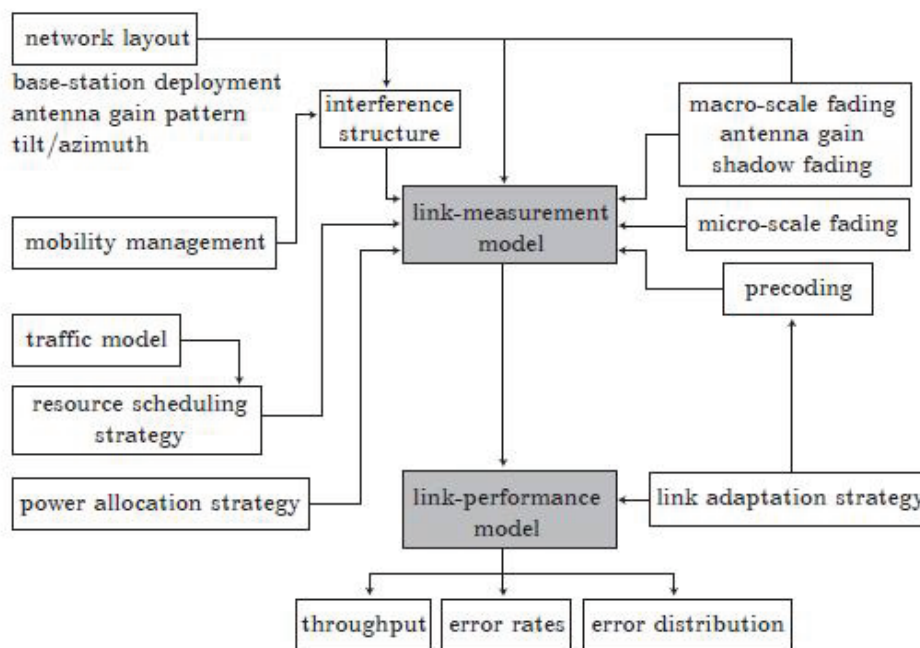 network layout
base-station deployment
antenna gain pattern
tilt/azimuth
interference
structure
macro-scale fading
antenna gain
shadow fading
link-measurement
model
mobility management
micro-scale fading
precoding
traffic model
resource scheduling
strategy
power allocation strategy
link-performance
model
link adaptation strategy
throughput
error rates
error distribution